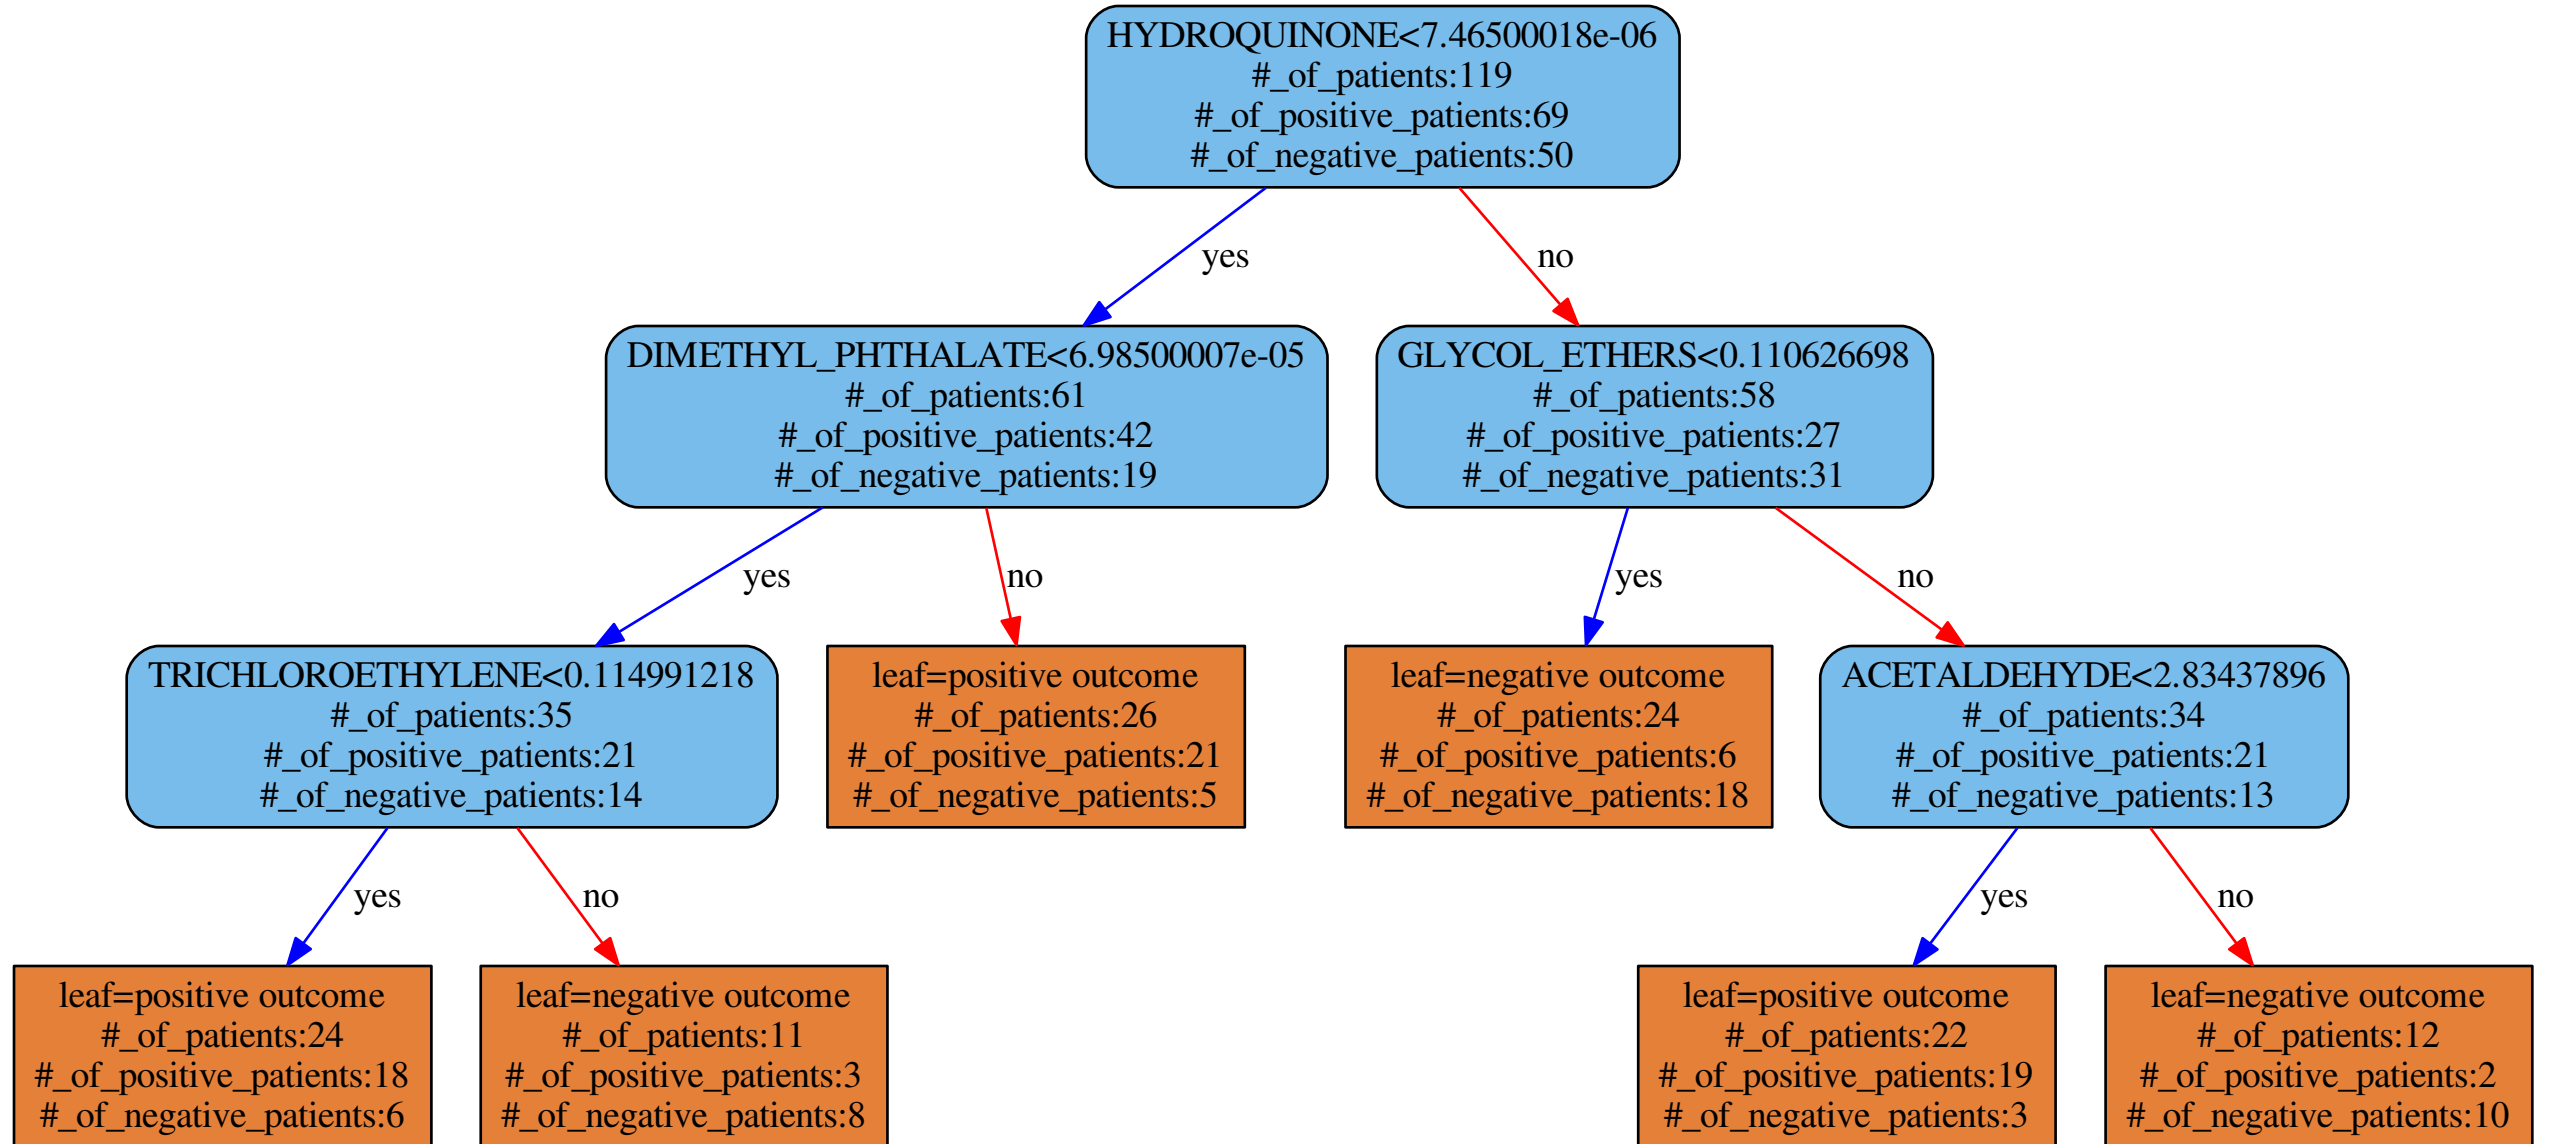 HYDROQUINONE<7.46500018e-06
#_of_patients:119
#_of_positive_patients:69
#_of_negative_patients:50
yes
no
DIMETHYL_PHTHALATE<6.98500007e-05
#_of_patients:61
#_of_positive_patients:42
#_of_negative_patients:19
GLYCOL_ETHERS<0.110626698
#_of_patients:58
#_of_positive_patients:27
#_of_negative_patients:31
yes
no
yes
no
TRICHLOROETHYLENE<0.114991218
#_of_patients:35
#_of_positive_patients:21
#_of_negative_patients:14
leaf=positive outcome
#_of_patients:26
#_of_positive_patients:21
#_of_negative_patients:5
leaf=negative outcome
#_of_patients:24
#_of_positive_patients:6
#_of_negative_patients:18
ACETALDEHYDE<2.83437896
#_of_patients:34
#_of_positive_patients:21
#_of_negative_patients:13
yes
no
yes
no
leaf=positive outcome
#_of_patients:24
#_of_positive_patients:18
#_of_negative_patients:6
leaf=negative outcome
#_of_patients:11
#_of_positive_patients:3
#_of_negative_patients:8
leaf=positive outcome
#_of_patients:22
#_of_positive_patients:19
#_of_negative_patients:3
leaf=negative outcome
#_of_patients:12
#_of_positive_patients:2
#_of_negative_patients:10